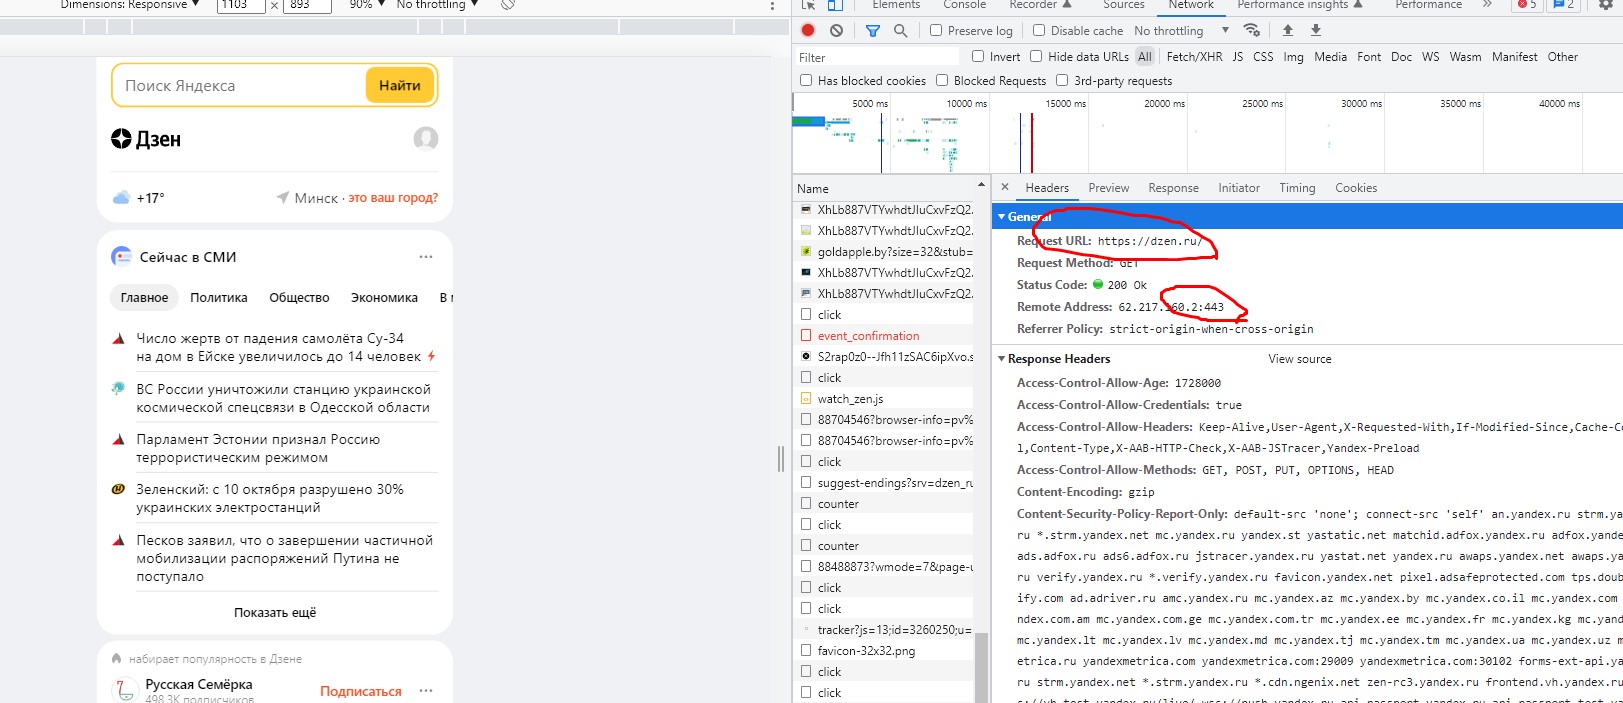 Dimensions: Responsive ▼ 1103 × 893 90% ▼ No throttling ▼
Поиск Яндекса Найти
Дзен
+17° Минск · это ваш город?
Сейчас в СМИ
Главное Политика Общество Экономика
Число жертв от падения самолёта Су-34
на дом в Ейске увеличилось до 14 человек
ВС России уничтожили станцию украинской
космической спецсвязи в Одесской области
Парламент Эстонии признал Россию
террористическим режимом
Зеленский: с 10 октября разрушено 30%
украинских электростанций
Песков заявил, что о завершении частичной
мобилизации распоряжений Путина не
поступало
Показать ещё
набирает популярность в Дзене
Русская Семёрка Подписаться
498,3K подписчиков
Elements Console Recorder Sources Network Performance insights Performance » 5 2
Preserve log Disable cache No throttling
Filter Invert Hide data URLs All Fetch/XHR JS CSS Img Media Font Doc WS Wasm Manifest Other
Has blocked cookies Blocked Requests 3rd-party requests
5000 ms 10000 ms 15000 ms 20000 ms 25000 ms 30000 ms 35000 ms 40000 ms
Name
XhLb887VTYwhdtJIuCxvFzQ2.
XhLb887VTYwhdtJIuCxvFzQ2.
goldapple.by?size=32&stub=
XhLb887VTYwhdtJIuCxvFzQ2.
XhLb887VTYwhdtJIuCxvFzQ2.
click
event_confirmation
S2rap0z0--Jfh11zSAC6ipXvo.s
click
watch_zen.js
88704546?browser-info=pv%
88704546?browser-info=pv%
click
suggest-endings?srv=dzen_ru
counter
click
counter
88488873?wmode=7&page-u
click
click
tracker?js=13;id=3260250;u=
favicon-32x32.png
click
click
× Headers Preview Response Initiator Timing Cookies
General
Request URL: https://dzen.ru/
Request Method: GET
Status Code: 200 Ok
Remote Address: 62.217.160.2:443
Referrer Policy: strict-origin-when-cross-origin
Response Headers View source
Access-Control-Allow-Age: 1728000
Access-Control-Allow-Credentials: true
Access-Control-Allow-Headers: Keep-Alive,User-Agent,X-Requested-With,If-Modified-Since,Cache-Co
l,Content-Type,X-AAB-HTTP-Check,X-AAB-JSTracer,Yandex-Preload
Access-Control-Allow-Methods: GET, POST, PUT, OPTIONS, HEAD
Content-Encoding: gzip
Content-Security-Policy-Report-Only: default-src 'none'; connect-src 'self' an.yandex.ru strm.ya
ru *.strm.yandex.net mc.yandex.ru yandex.st yastatic.net matchid.adfox.yandex.ru adfox.yande
ads.adfox.ru ads6.adfox.ru jstracer.yandex.ru yastat.net yandex.ru awaps.yandex.net awaps.ya
ru verify.yandex.ru *.verify.yandex.ru favicon.yandex.net pixel.adsafeprotected.com tps.doub
ify.com ad.adriver.ru amc.yandex.ru mc.yandex.az mc.yandex.by mc.yandex.co.il mc.yandex.com
ndex.com.am mc.yandex.com.ge mc.yandex.com.tr mc.yandex.ee mc.yandex.fr mc.yandex.kg mc.yand
mc.yandex.lt mc.yandex.lv mc.yandex.md mc.yandex.tj mc.yandex.tm mc.yandex.ua mc.yandex.uz m
etrica.ru yandexmetrica.com yandexmetrica.com:29009 yandexmetrica.com:30102 forms-ext-api.ya
ru strm.yandex.net *.strm.yandex.ru *.cdn.ngenix.net zen-rc3.yandex.ru frontend.vh.yandex.ru